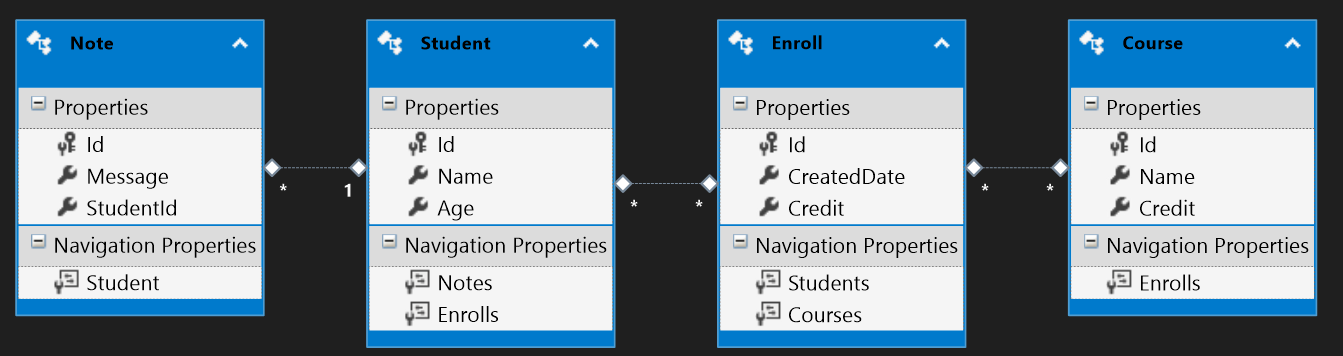 Note
Properties
Id
Message
StudentId
Navigation Properties
Student
*
1
Student
Properties
Id
Name
Age
Navigation Properties
Notes
Enrolls
*
*
Enroll
Properties
Id
CreatedDate
Credit
Navigation Properties
Students
Courses
*
*
Course
Properties
Id
Name
Credit
Navigation Properties
Enrolls